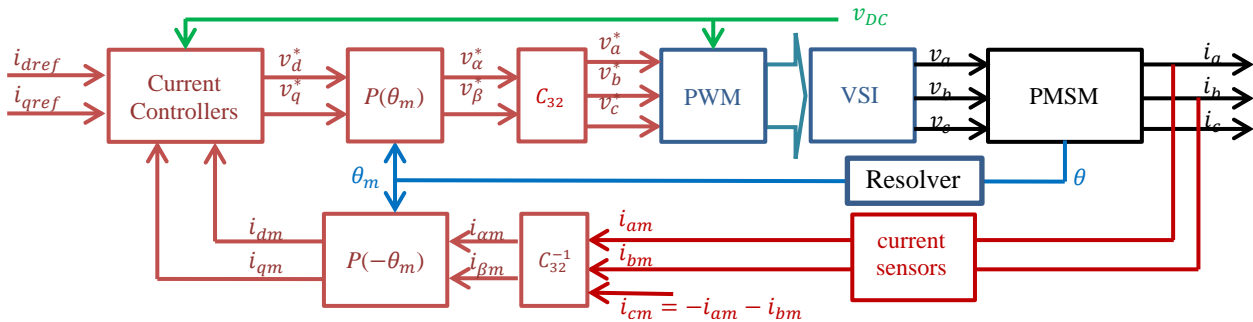 v_DC
i_dref
i_qref
Current
Controllers
v_d^*
v_q^*
P(θ_m)
v_α^*
v_β^*
C_32
v_a^*
v_b^*
v_c^*
PWM
VSI
v_a
v_b
v_c
PMSM
i_a
i_b
i_c
θ_m
Resolver
θ
i_dm
i_qm
P(−θ_m)
i_αm
i_βm
C_32^−1
i_am
i_bm
i_cm = −i_am − i_bm
current
sensors